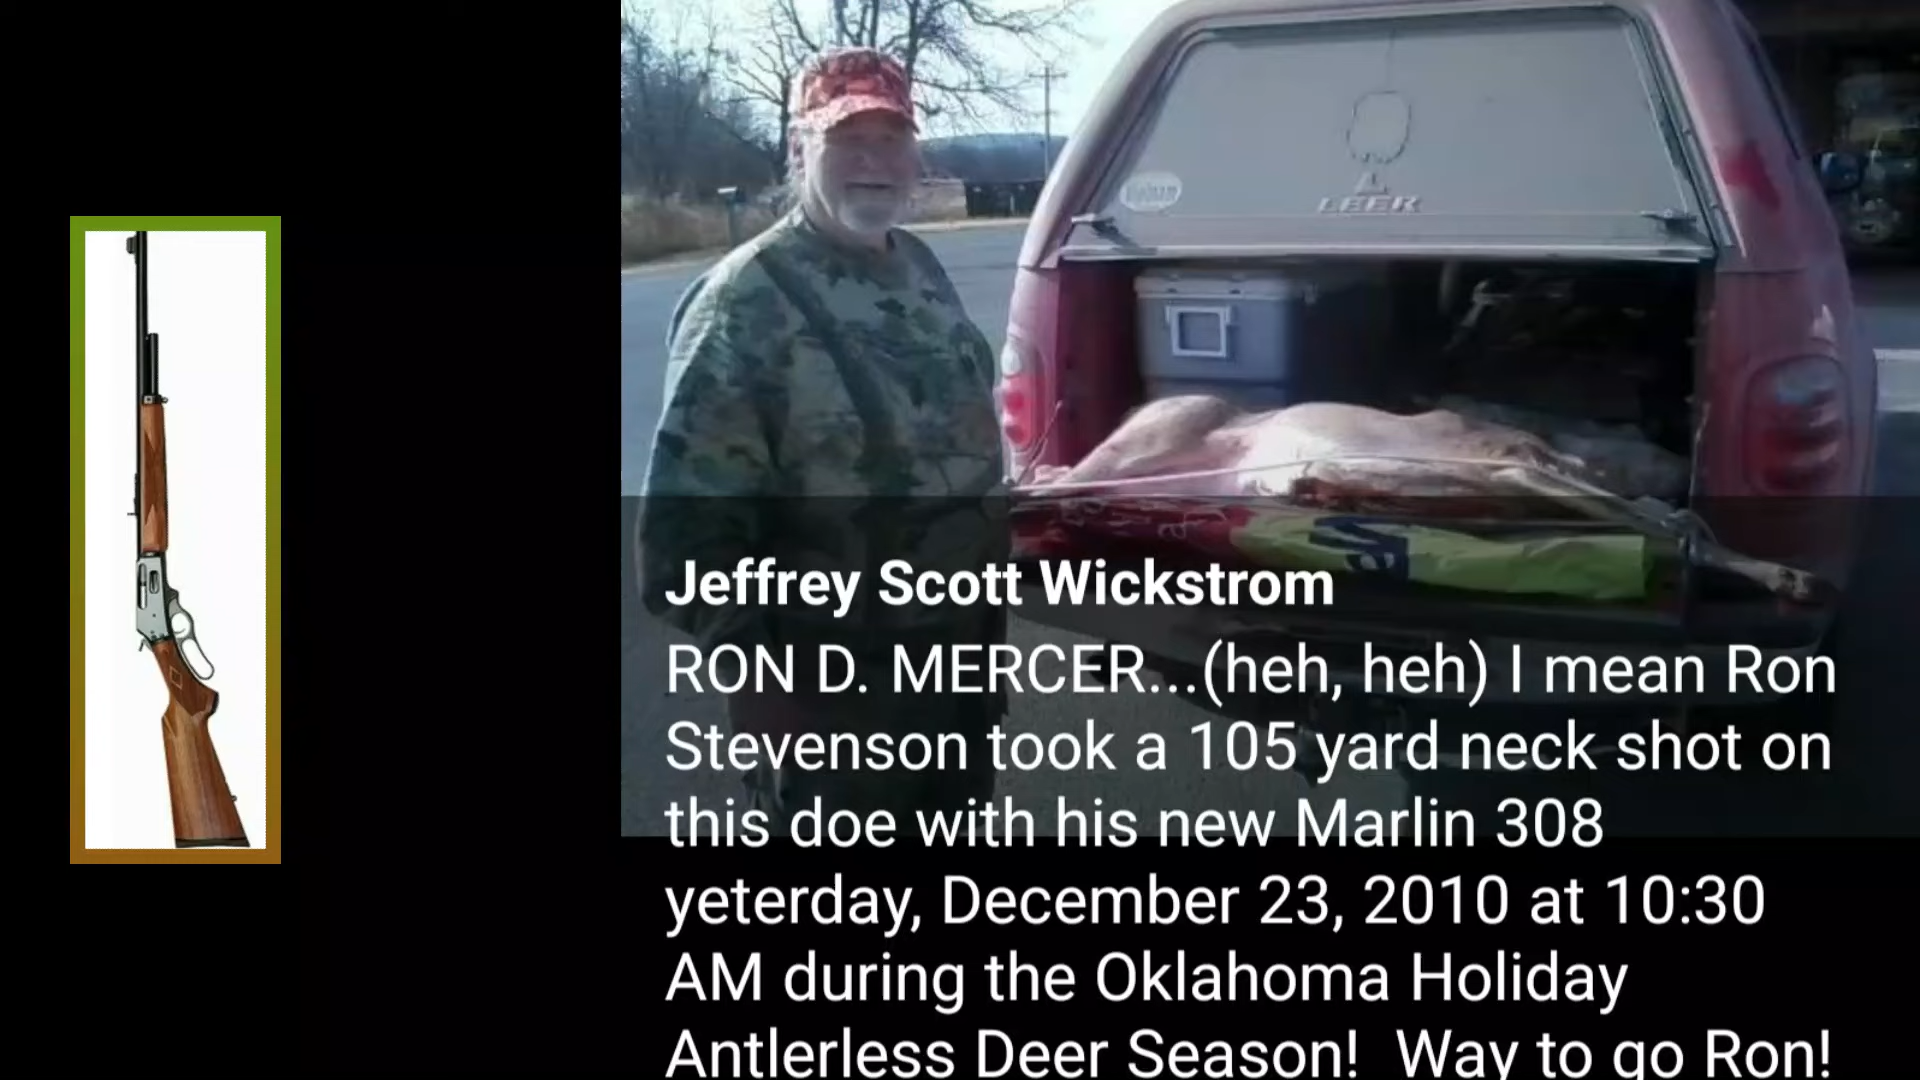 LEER
Jeffrey Scott Wickstrom
RON D. MERCER...(heh, heh) I mean Ron
Stevenson took a 105 yard neck shot on
this doe with his new Marlin 308
yeterday, December 23, 2010 at 10:30
AM during the Oklahoma Holiday
Antlerless Deer Season!  Way to go Ron!